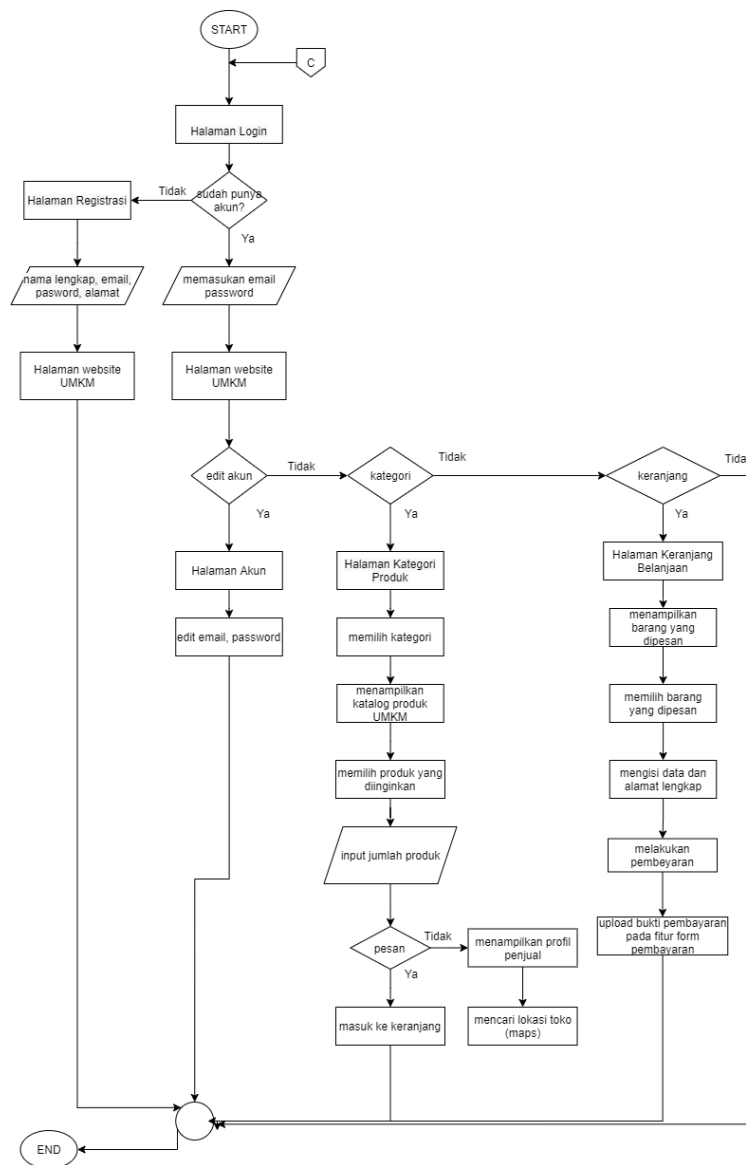 START
C
Halaman Login
sudah punya
akun?
Tidak
Halaman Registrasi
Ya
nama lengkap, email,
pasword, alamat
memasukan email
password
Halaman website
UMKM
Halaman website
UMKM
edit akun
Tidak
kategori
Tidak
keranjang
Tidak
Ya
Ya
Ya
Halaman Akun
Halaman Kategori
Produk
Halaman Keranjang
Belanjaan
edit email, password
memilih kategori
menampilkan
barang yang
dipesan
menampilkan
katalog produk
UMKM
memilih barang
yang dipesan
memilih produk yang
diinginkan
mengisi data dan
alamat lengkap
input jumlah produk
melakukan
pembeyaran
pesan
Tidak
menampilkan profil
penjual
upload bukti pembayaran
pada fitur form
pembayaran
Ya
masuk ke keranjang
mencari lokasi toko
(maps)
END